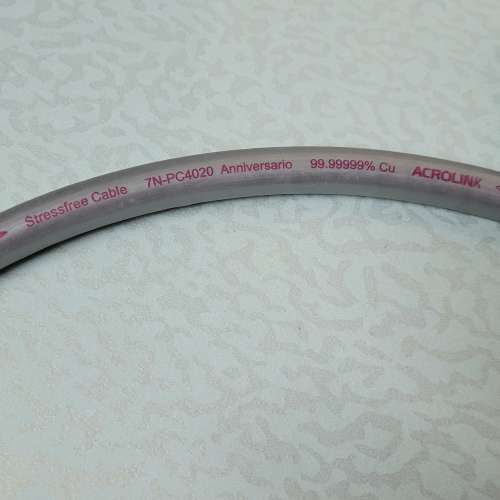 Stressfree Cable 7N-PC4020 Anniversario 99.99999% Cu ACROLINK